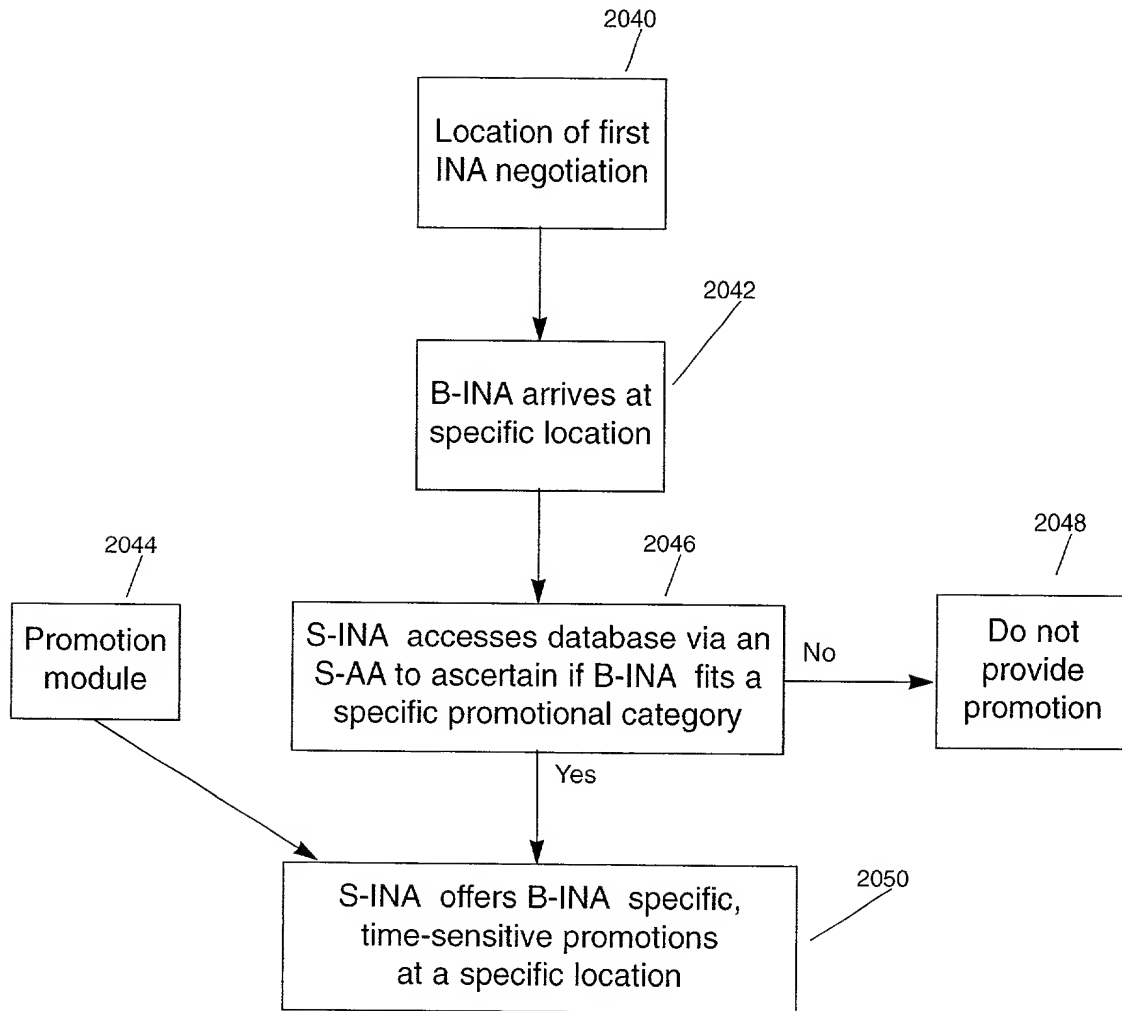 2040
Location of first
INA negotiation
2042
B-INA arrives at
specific location
2044
Promotion
module
2046
S-INA accesses database via an
S-AA to ascertain if B-INA fits a
specific promotional category
No
2048
Do not
provide
promotion
Yes
2050
S-INA offers B-INA specific,
time-sensitive promotions
at a specific location